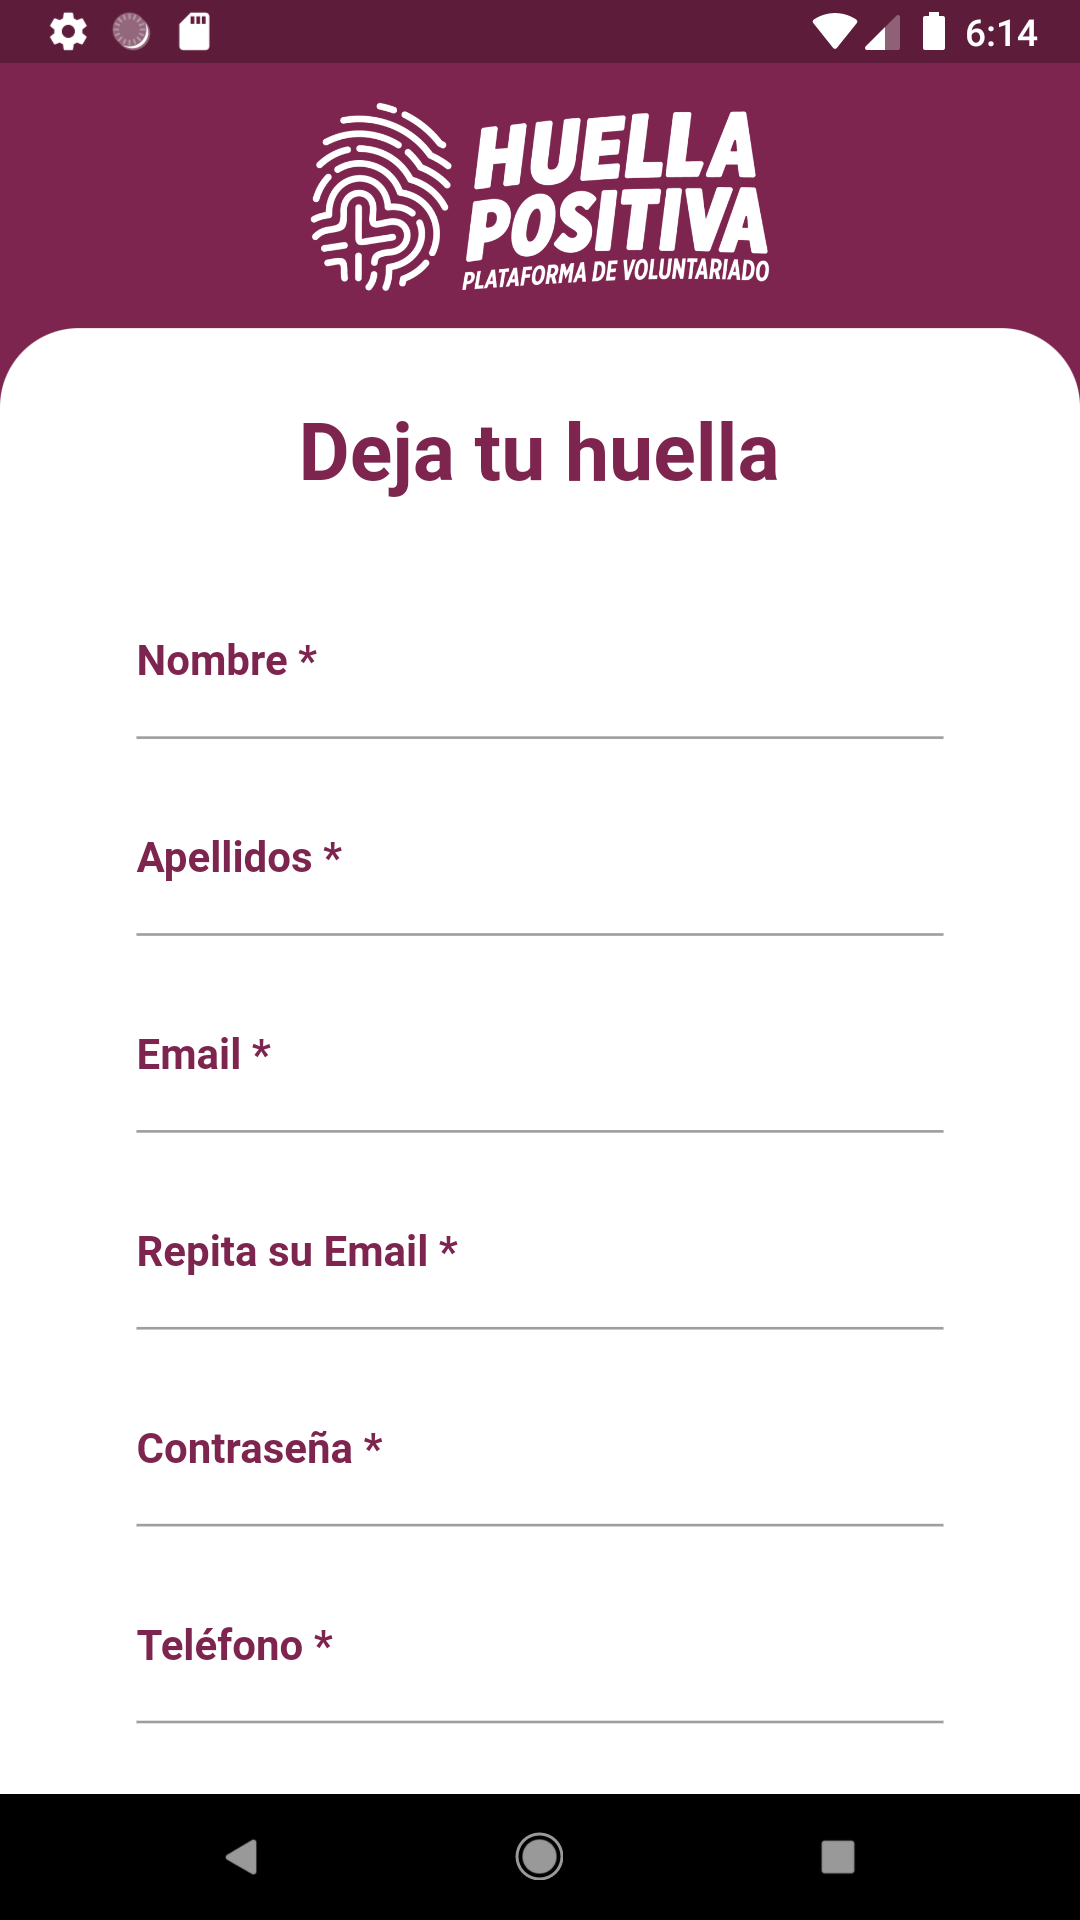 6:14
HUELLA
POSITIVA
PLATAFORMA DE VOLUNTARIADO
Deja tu huella
Nombre *
Apellidos *
Email *
Repita su Email *
Contraseña *
Teléfono *